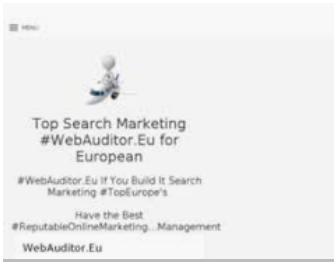 MENU
Top Search Marketing
#WebAuditor.Eu for
European
#WebAuditor.Eu If You Build It Search
Marketing #TopEurope's
Have the Best
#ReputableOnlineMarketing...Management
WebAuditor.Eu